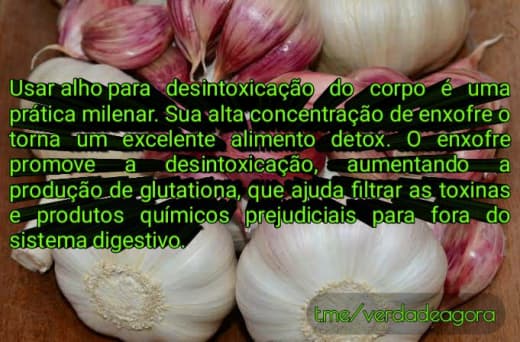 Usar alho para desintoxicação do corpo é uma
prática milenar. Sua alta concentração de enxofre o
torna um excelente alimento detox. O enxofre
promove a desintoxicação, aumentando a
produção de glutationa, que ajuda filtrar as toxinas
e produtos químicos prejudiciais para fora do
sistema digestivo.
t.me/verdadeagora